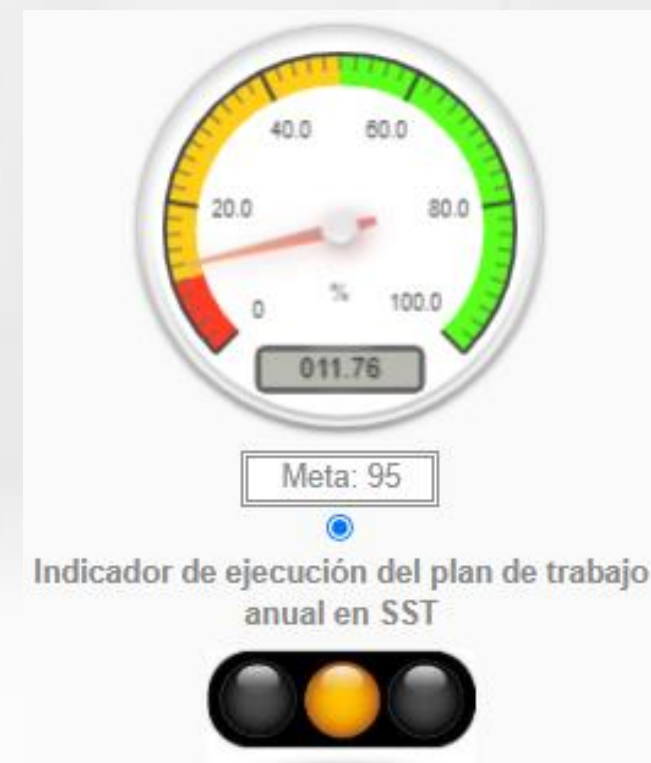 40.0
60.0
20.0
80.0
0
%
100.0
011.76
Meta: 95
Indicador de ejecución del plan de trabajo
anual en SST